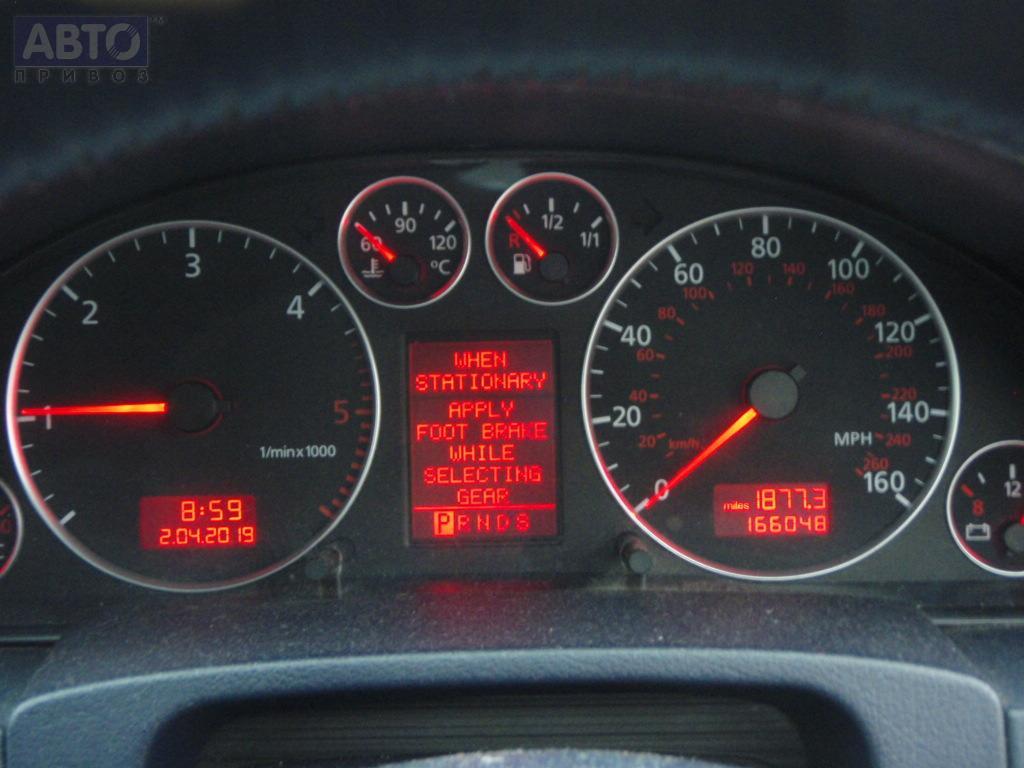 АВТО
ПРИВОЗ
1
2
3
4
5
1/min x 1000
8:59
2.04.2019
60
90
120
°C
R
1/2
1/1
WHEN
STATIONARY
APPLY
FOOT BRAKE
WHILE
SELECTING
GEAR
PRNDS
0
20
40
60
80
100
120
140
160
MPH
20
40
60
80
100
120
140
160
180
200
220
240
260
km/h
miles 1877.3
166048
8
12